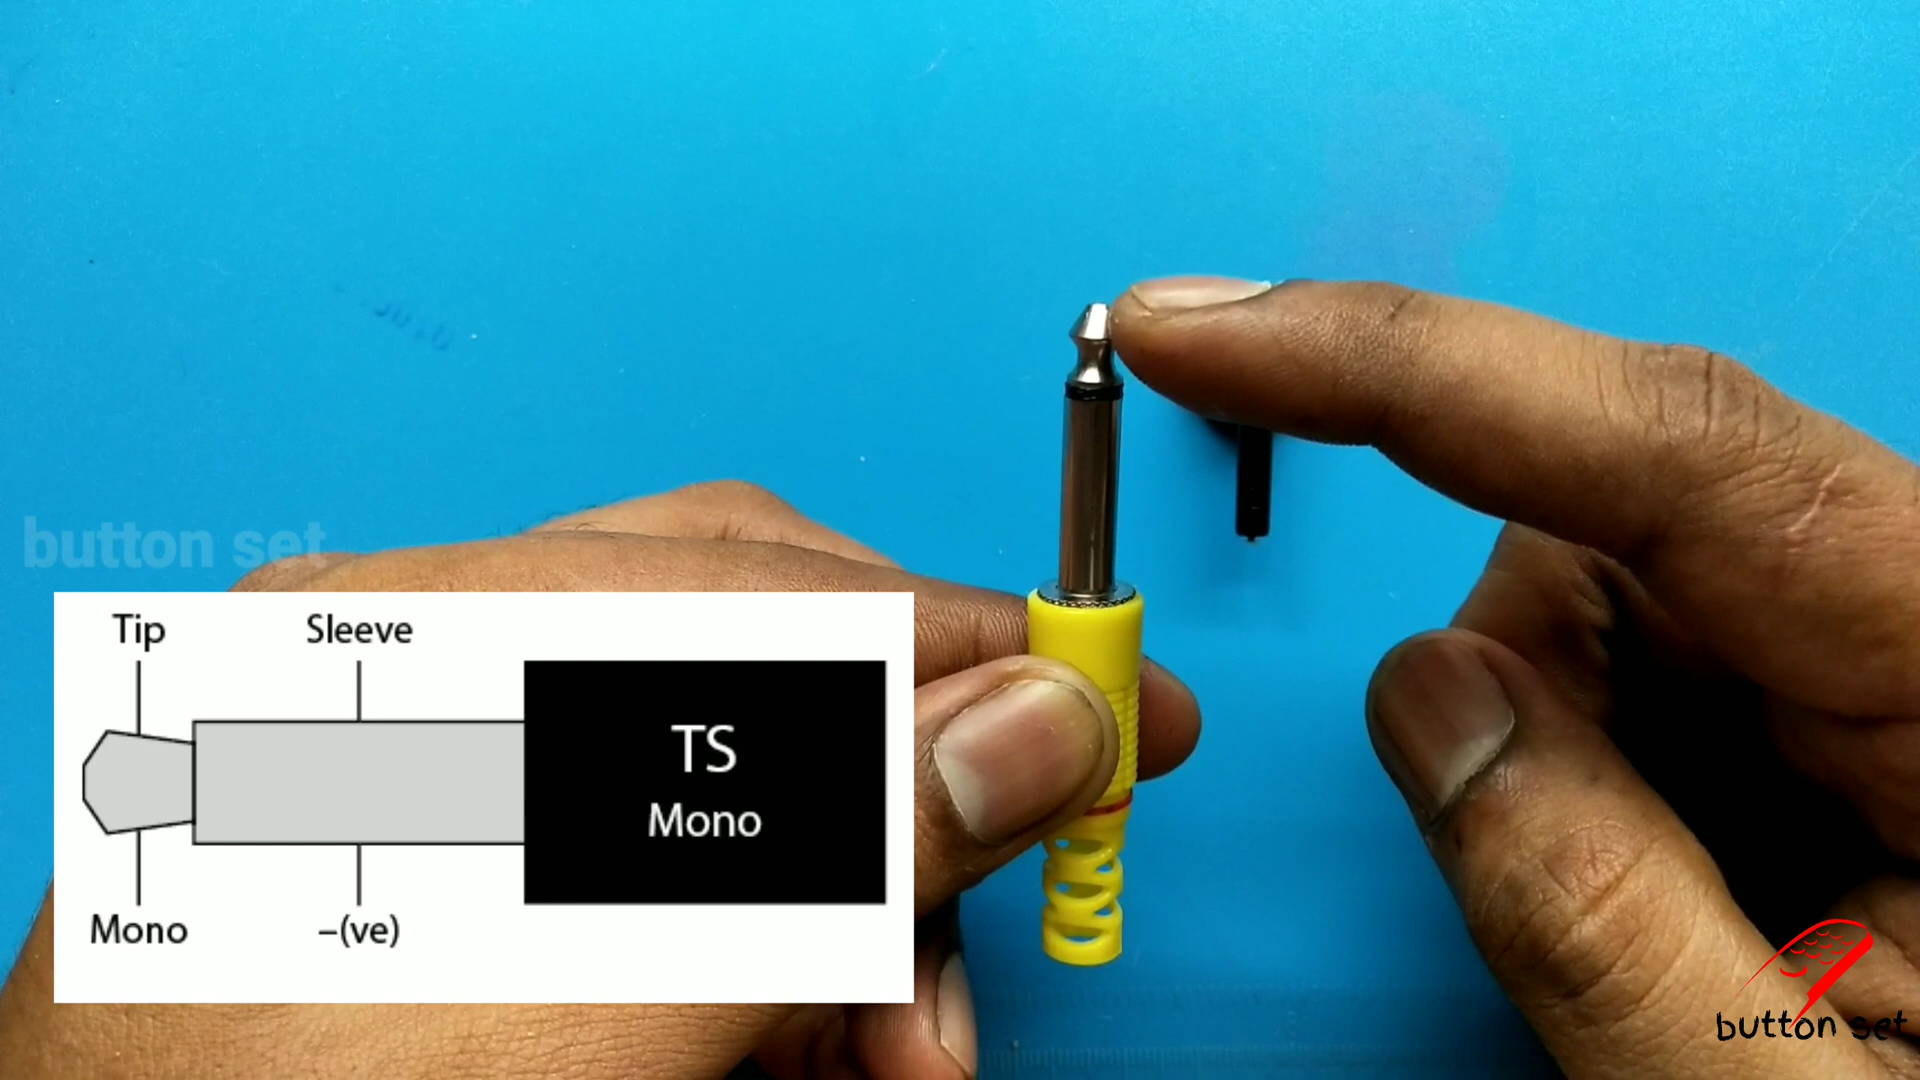 button set
Tip
Sleeve
TS
Mono
Mono
–(ve)
button set